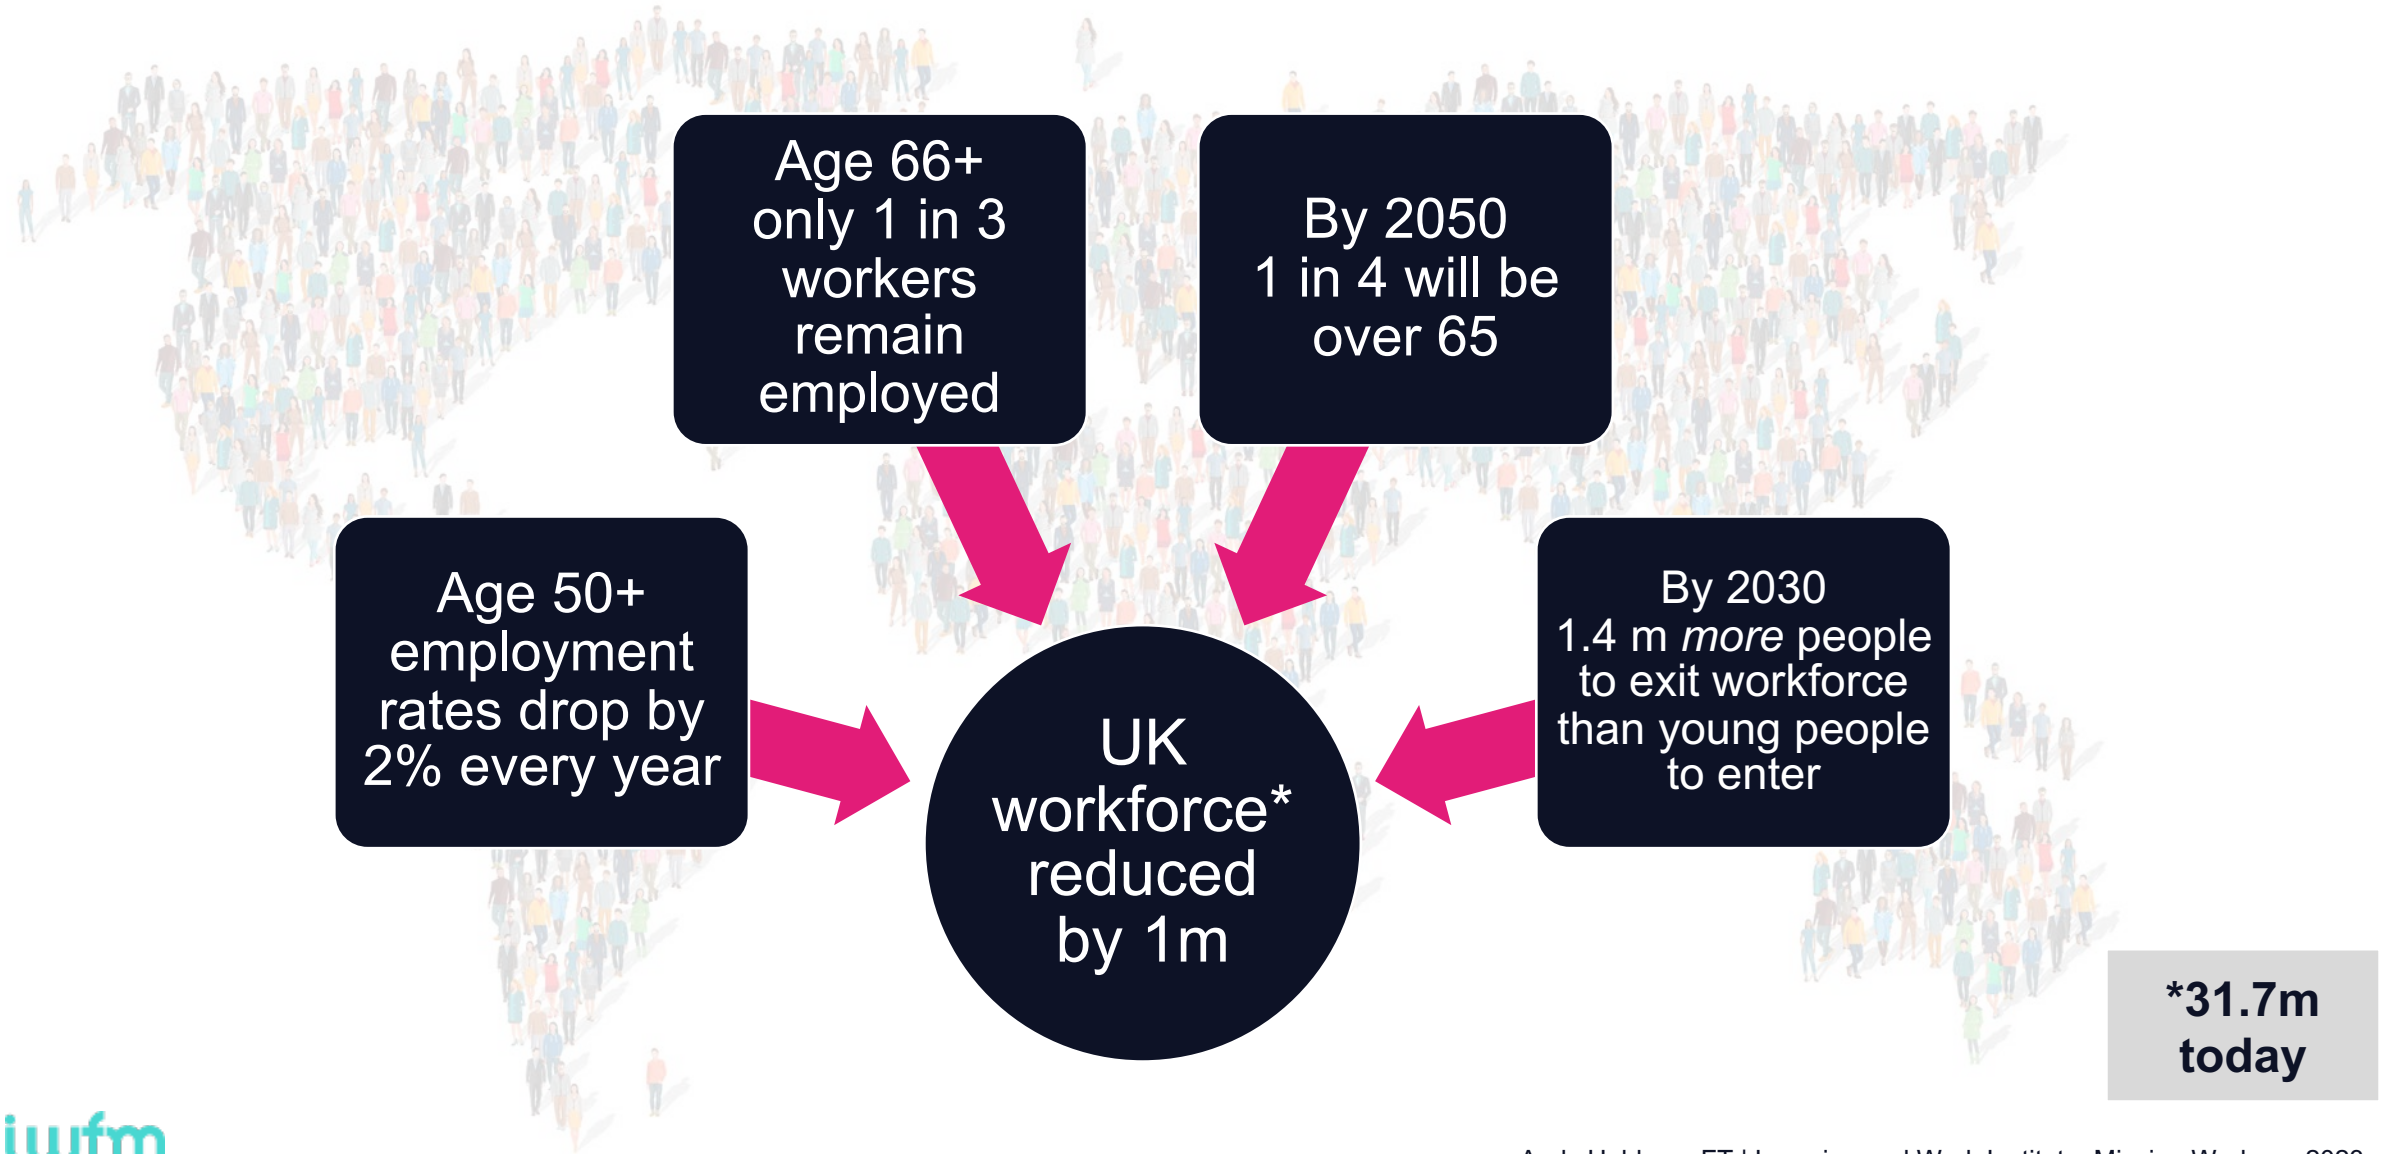 Age 66+
only 1 in 3
workers
remain
employed
By 2050
1 in 4 will be
over 65
Age 50+
employment
rates drop by
2% every year
By 2030
1.4 m more people
to exit workforce
than young people
to enter
UK
workforce*
reduced
by 1m
*31.7m
today
iwfm